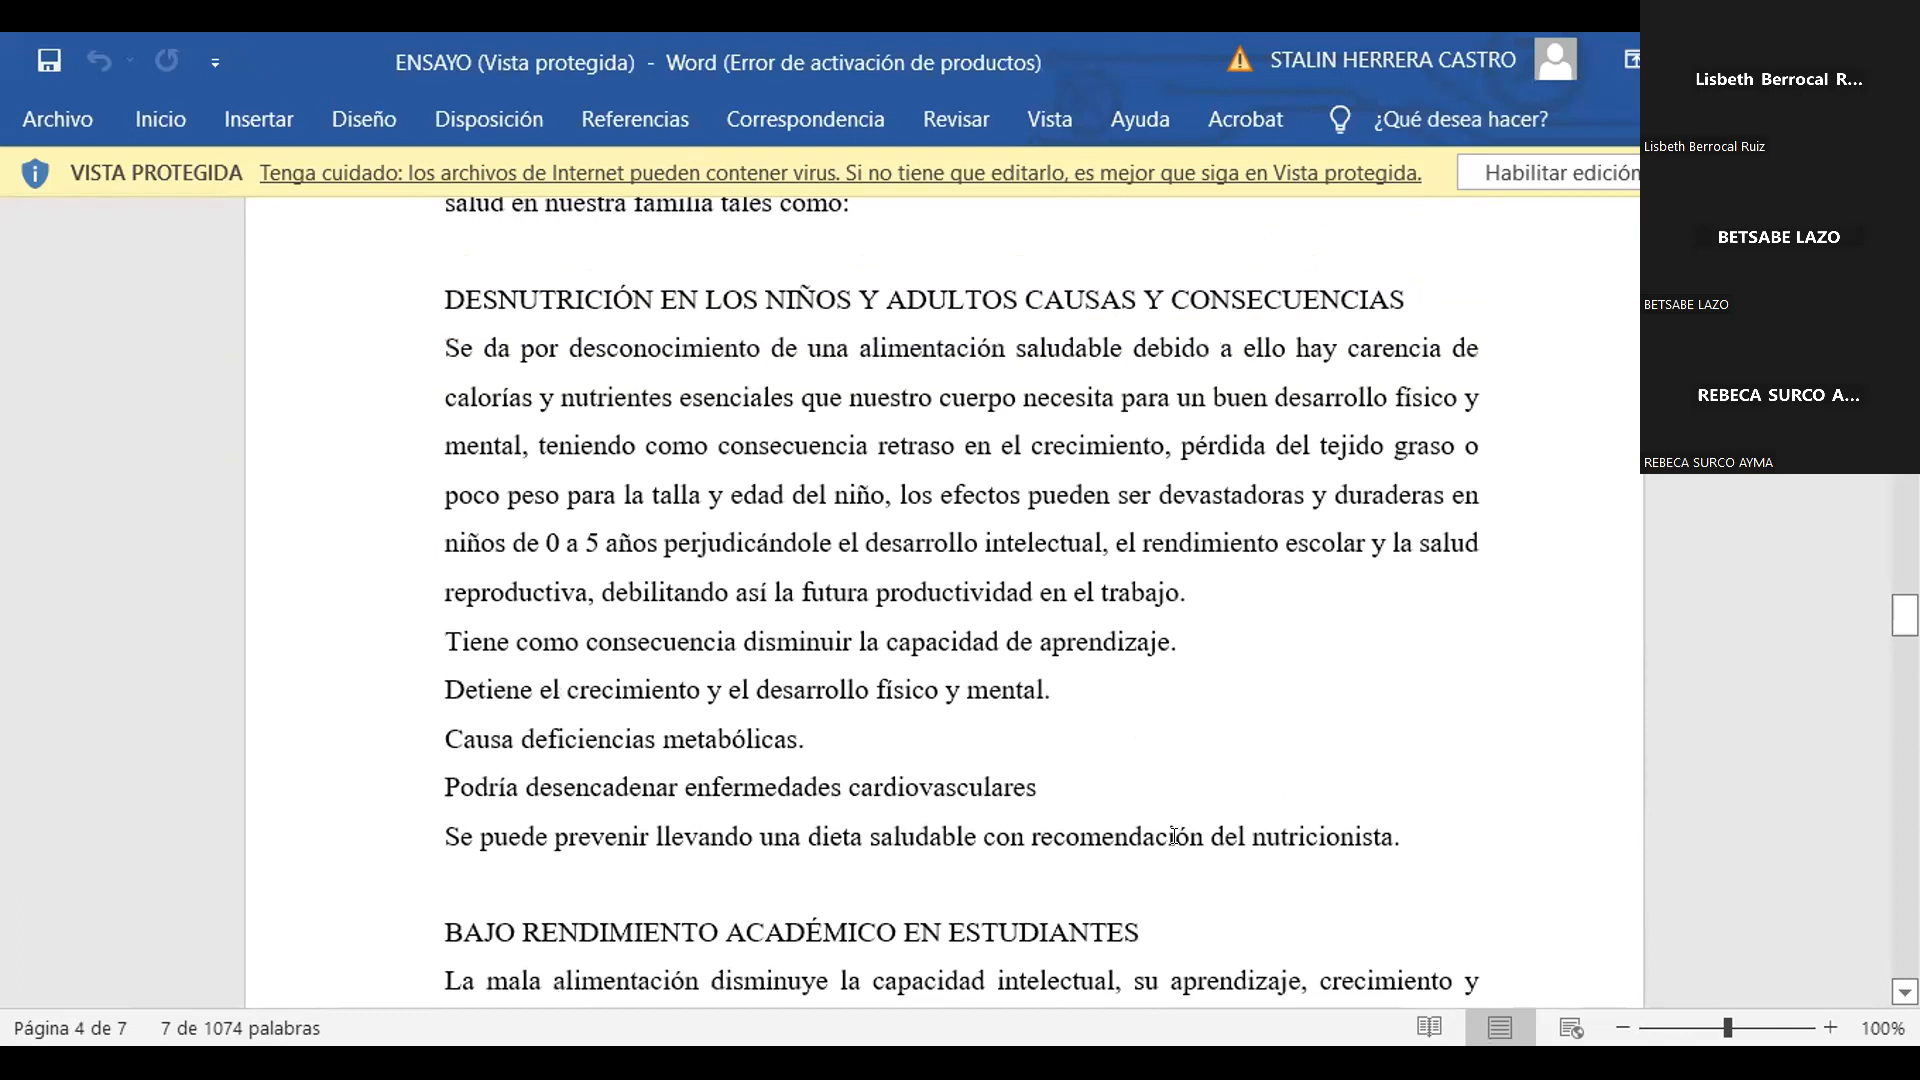 ENSAYO (Vista protegida) - Word (Error de activación de productos)
STALIN HERRERA CASTRO
Archivo Inicio Insertar Diseño Disposición Referencias Correspondencia Revisar Vista Ayuda Acrobat ¿Qué desea hacer?
VISTA PROTEGIDA Tenga cuidado: los archivos de Internet pueden contener virus. Si no tiene que editarlo, es mejor que siga en Vista protegida. Habilitar edición
salud en nuestra familia tales como:
DESNUTRICIÓN EN LOS NIÑOS Y ADULTOS CAUSAS Y CONSECUENCIAS
Se da por desconocimiento de una alimentación saludable debido a ello hay carencia de
calorías y nutrientes esenciales que nuestro cuerpo necesita para un buen desarrollo físico y
mental, teniendo como consecuencia retraso en el crecimiento, pérdida del tejido graso o
poco peso para la talla y edad del niño, los efectos pueden ser devastadoras y duraderas en
niños de 0 a 5 años perjudicándole el desarrollo intelectual, el rendimiento escolar y la salud
reproductiva, debilitando así la futura productividad en el trabajo.
Tiene como consecuencia disminuir la capacidad de aprendizaje.
Detiene el crecimiento y el desarrollo físico y mental.
Causa deficiencias metabólicas.
Podría desencadenar enfermedades cardiovasculares
Se puede prevenir llevando una dieta saludable con recomendación del nutricionista.
BAJO RENDIMIENTO ACADÉMICO EN ESTUDIANTES
La mala alimentación disminuye la capacidad intelectual, su aprendizaje, crecimiento y
Página 4 de 7 7 de 1074 palabras
100%
Lisbeth Berrocal R...
Lisbeth Berrocal Ruiz
BETSABE LAZO
BETSABE LAZO
REBECA SURCO A...
REBECA SURCO AYMA